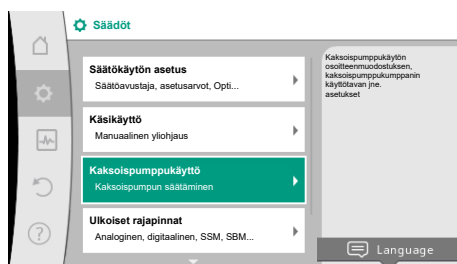 Säädöt
Säätökäytön asetus
Säätöavustaja, asetusarvot, Opti...
Käsikäyttö
Manuaalinen yliohjaus
Kaksoispumppukäyttö
Kaksoispumpun säätäminen
Ulkoiset rajapinnat
Analoginen, digitaalinen, SSM, SBM...
Kaksoispumppukäytön
osoitteenmuodostuksen,
kaksoispumppukumppanin
käyttötavan jne.
asetukset
Language